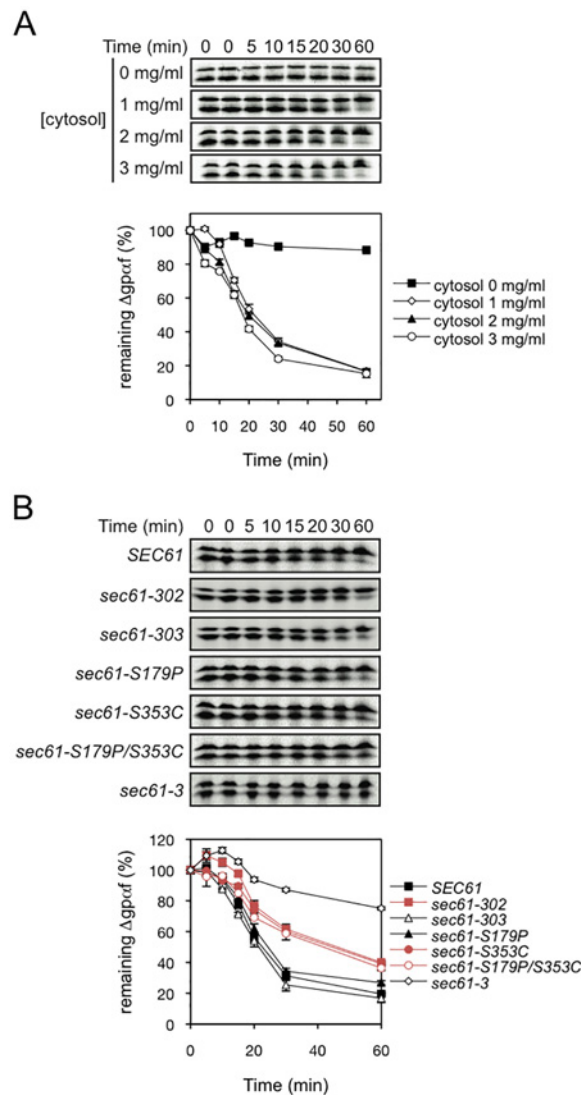 A
Time (min) 0 0 5 10 15 20 30 60
[cytosol]
0 mg/ml
1 mg/ml
2 mg/ml
3 mg/ml
remaining Δgpαf (%)
100
80
60
40
20
0
0 10 20 30 40 50 60
Time (min)
cytosol 0 mg/ml
cytosol 1 mg/ml
cytosol 2 mg/ml
cytosol 3 mg/ml
B
Time (min) 0 0 5 10 15 20 30 60
SEC61
sec61-302
sec61-303
sec61-S179P
sec61-S353C
sec61-S179P/S353C
sec61-3
remaining Δgpαf (%)
120
100
80
60
40
20
0
0 20 40 60
Time (min)
SEC61
sec61-302
sec61-303
sec61-S179P
sec61-S353C
sec61-S179P/S353C
sec61-3